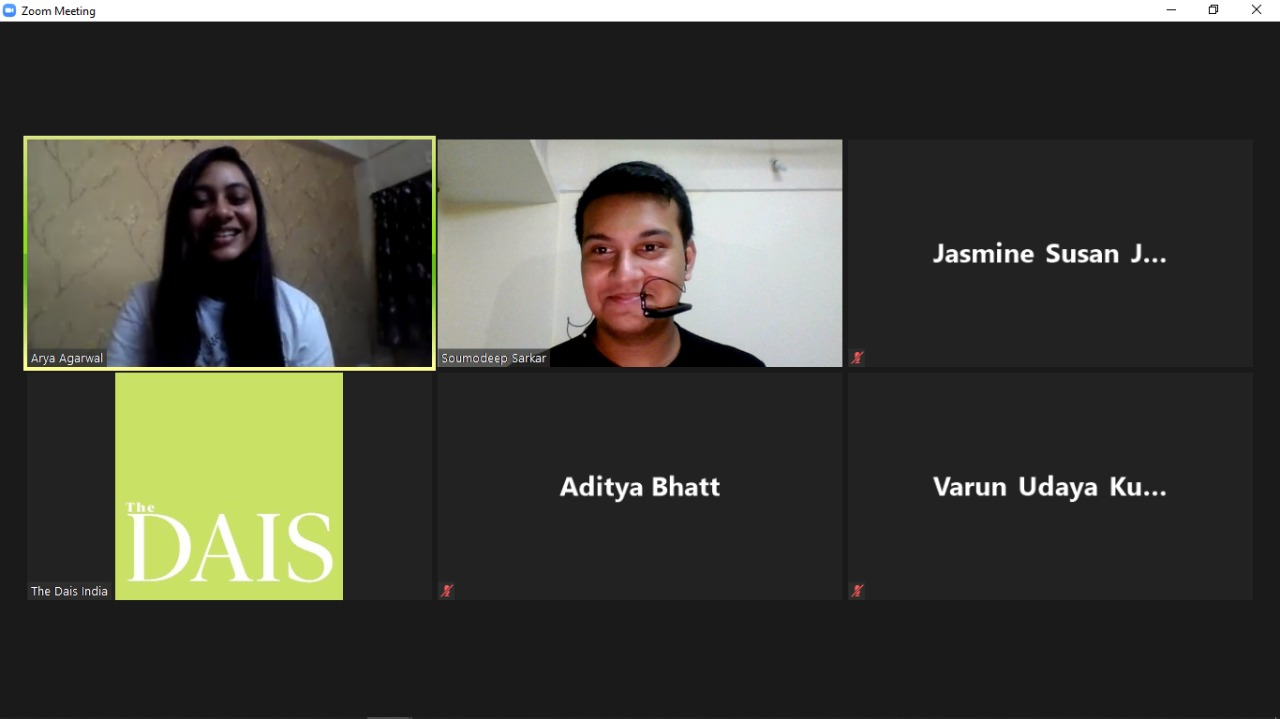 Zoom Meeting
Arya Agarwal
Soumodeep Sarkar
Jasmine Susan J...
The
DAIS
The Dais India
Aditya Bhatt
Varun Udaya Ku...